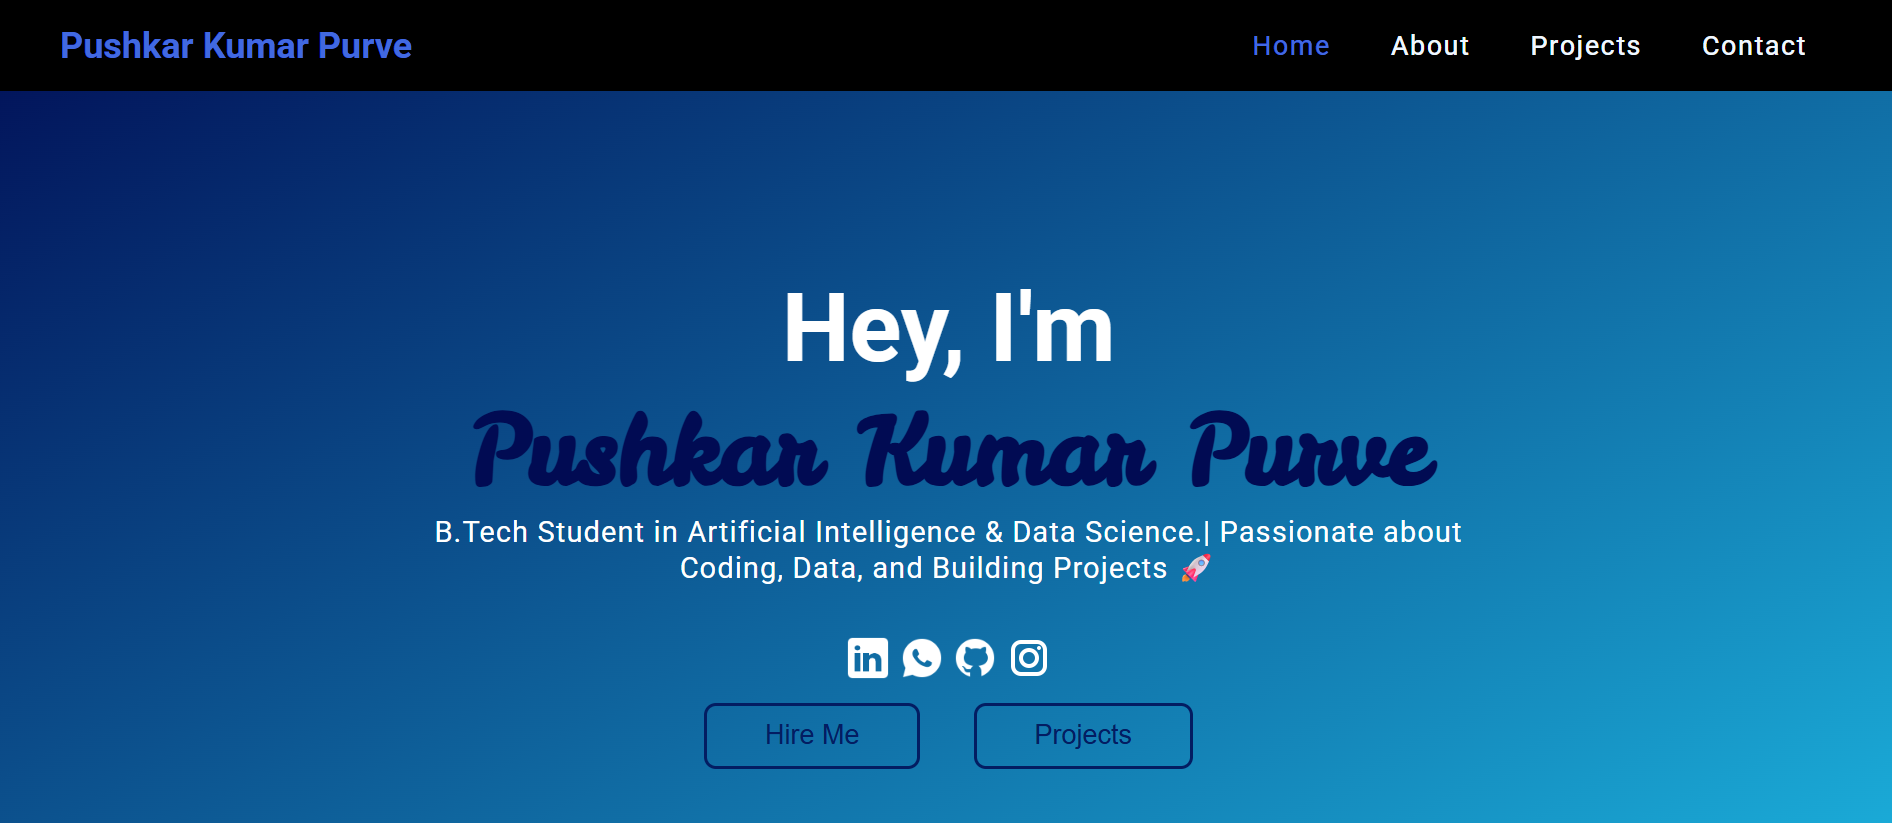 Pushkar Kumar Purve
Home About Projects Contact
Hey, I'm
Pushkar Kumar Purve
B.Tech Student in Artificial Intelligence & Data Science.| Passionate about
Coding, Data, and Building Projects 🚀
in
Hire Me
Projects